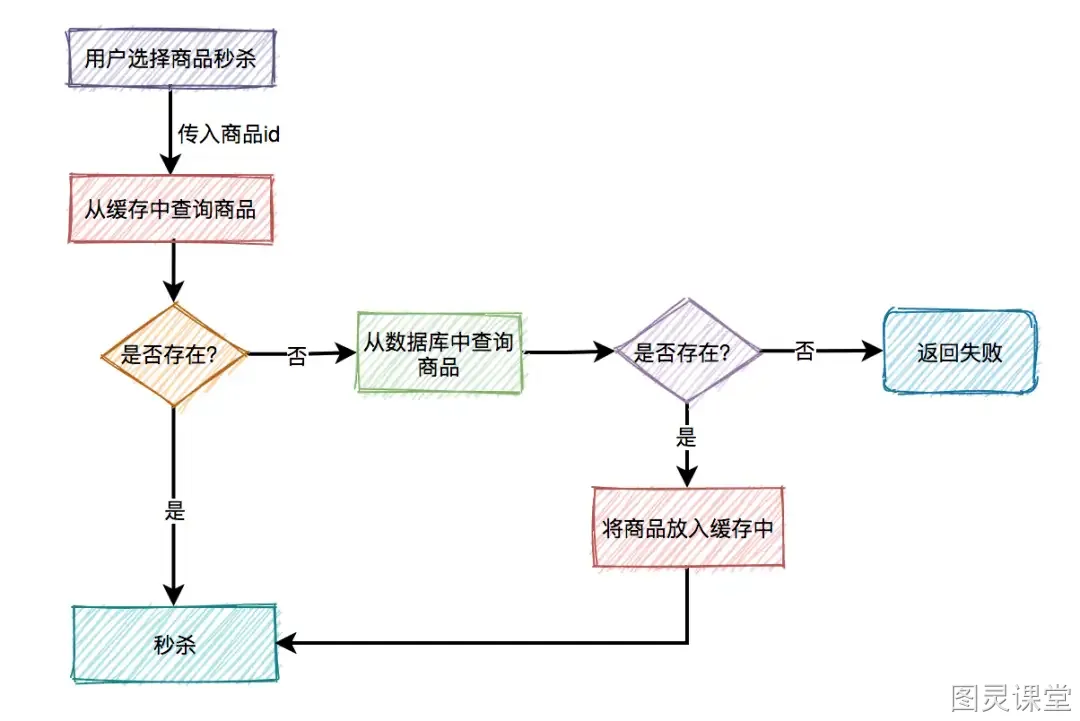 用户选择商品秒杀
传入商品id
从缓存中查询商品
是否存在?
否
从数据库中查询
商品
是否存在?
否
返回失败
是
是
将商品放入缓存中
秒杀
图灵课堂